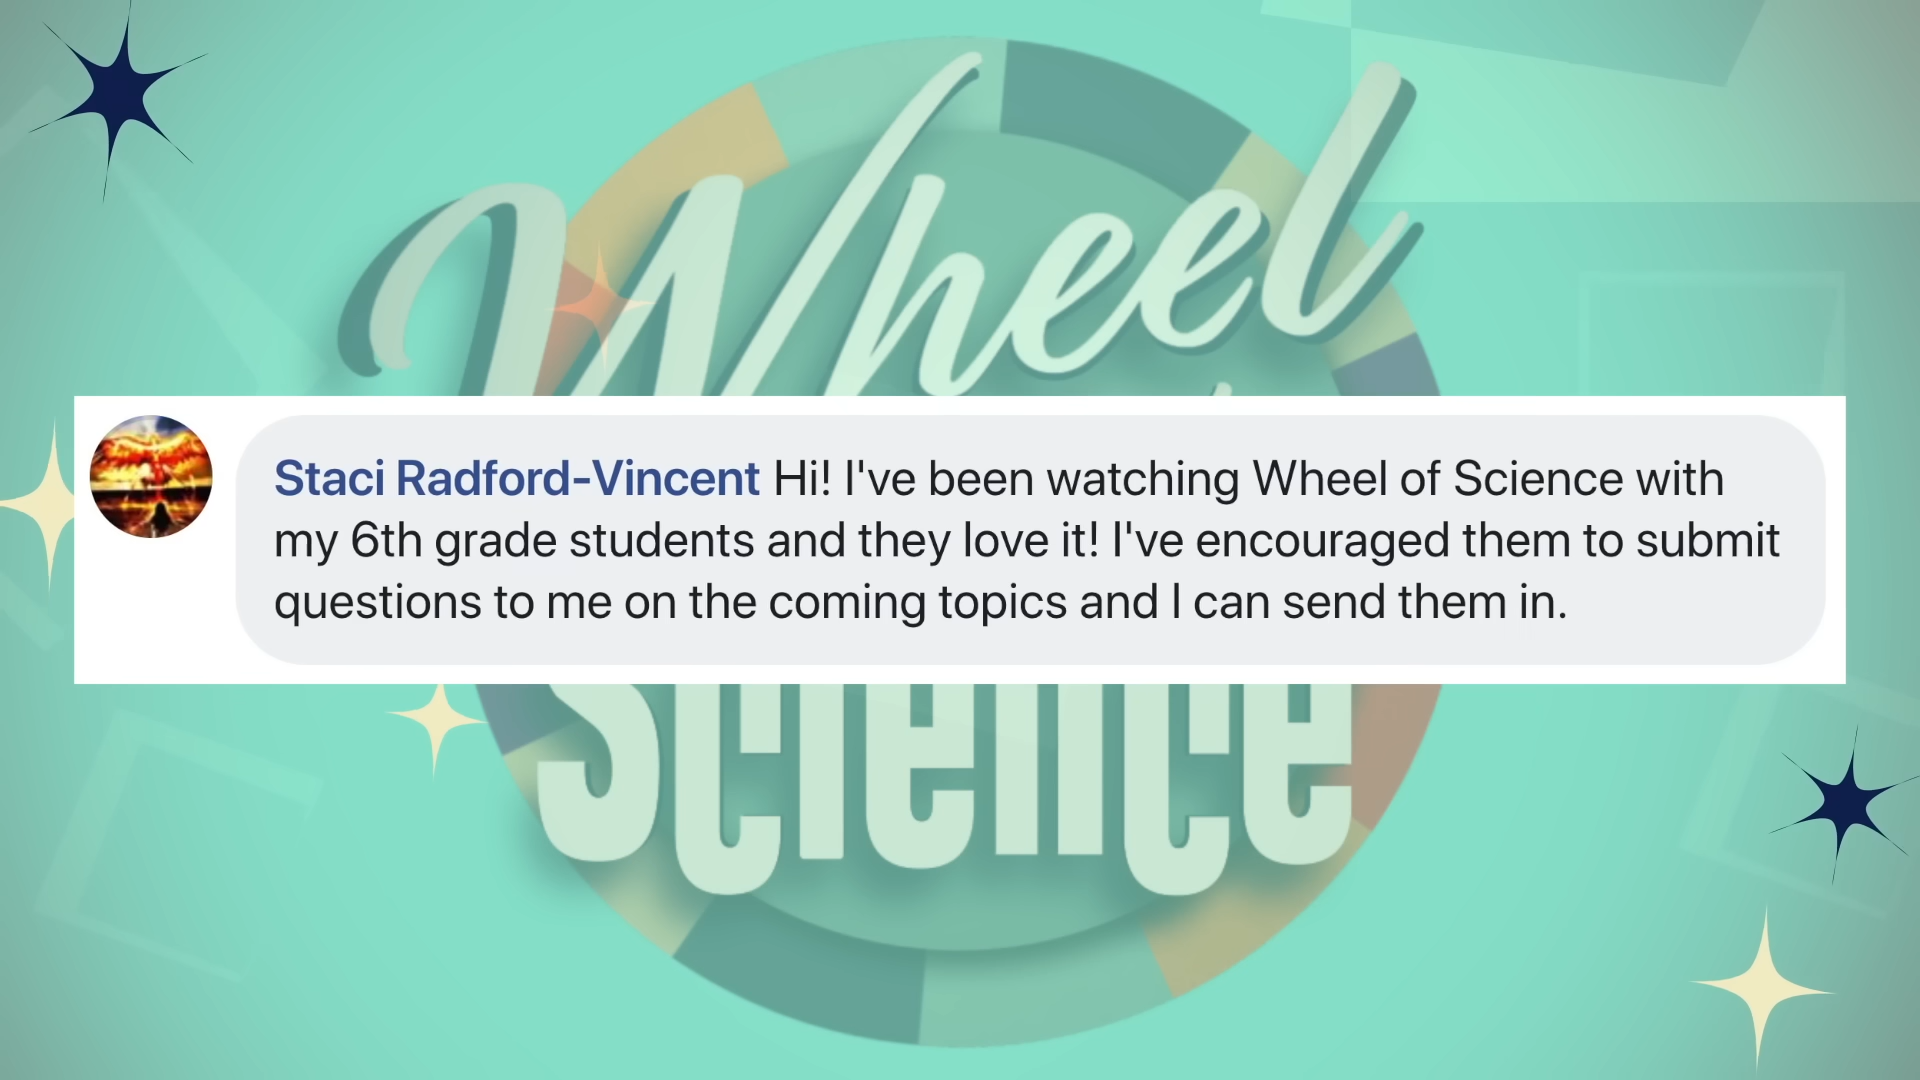 Wheel
Staci Radford-Vincent Hi! I've been watching Wheel of Science with
my 6th grade students and they love it! I've encouraged them to submit
questions to me on the coming topics and I can send them in.
Science